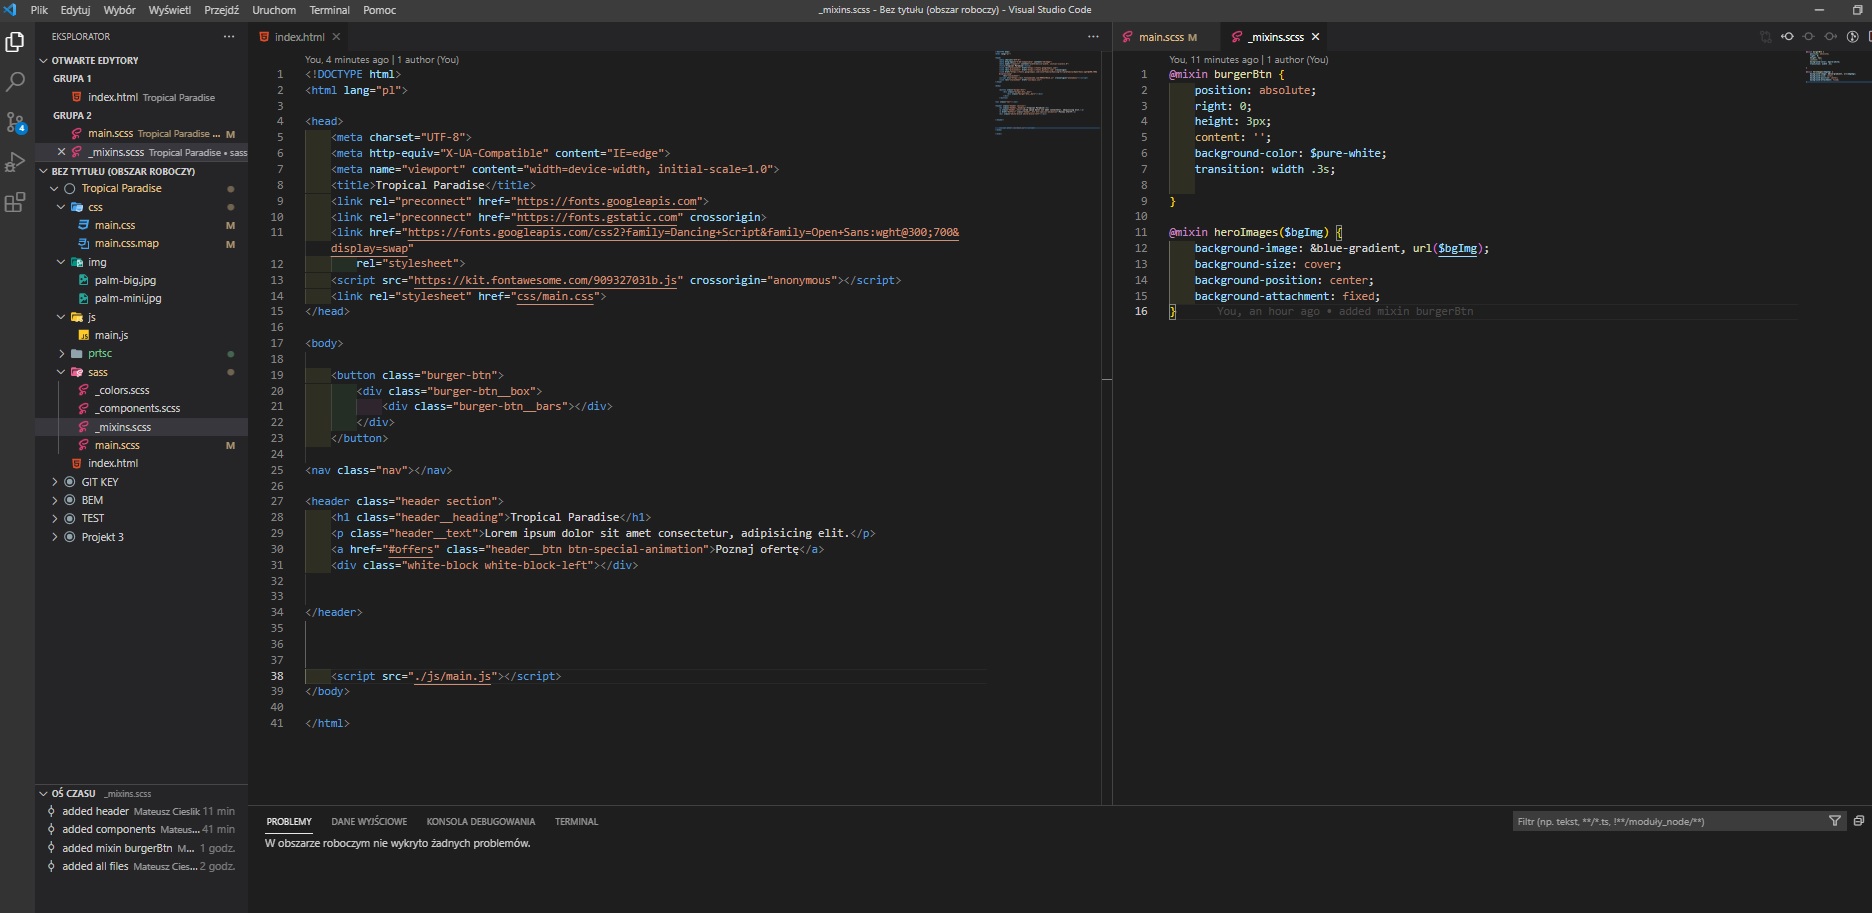 Plik Edytuj Wybór Wyświetl Przejdź Uruchom Terminal Pomoc
_mixins.scss - Bez tytułu (obszar roboczy) - Visual Studio Code
EKSPLORATOR
OTWARTE EDYTORY
GRUPA 1
index.html Tropical Paradise
GRUPA 2
main.scss Tropical Paradise ... M
_mixins.scss Tropical Paradise • sass
BEZ TYTUŁU (OBSZAR ROBOCZY)
Tropical Paradise
css
main.css M
main.css.map M
img
palm-big.jpg
palm-mini.jpg
js
main.js
prtsc
sass
_colors.scss
_components.scss
_mixins.scss
main.scss M
index.html
GIT KEY
BEM
TEST
Projekt 3
4
OŚ CZASU _mixins.scss
added header Mateusz Cieslik 11 min
added components Mateus... 41 min
added mixin burgerBtn M... 1 godz.
added all files Mateusz Cies... 2 godz.
index.html
You, 4 minutes ago | 1 author (You)
1 <!DOCTYPE html>
2 <html lang="pl">
3
4 <head>
5 <meta charset="UTF-8">
6 <meta http-equiv="X-UA-Compatible" content="IE=edge">
7 <meta name="viewport" content="width=device-width, initial-scale=1.0">
8 <title>Tropical Paradise</title>
9 <link rel="preconnect" href="https://fonts.googleapis.com">
10 <link rel="preconnect" href="https://fonts.gstatic.com" crossorigin>
11 <link href="https://fonts.googleapis.com/css2?family=Dancing+Script&family=Open+Sans:wght@300;700&
display=swap"
12 rel="stylesheet">
13 <script src="https://kit.fontawesome.com/909327031b.js" crossorigin="anonymous"></script>
14 <link rel="stylesheet" href="css/main.css">
15 </head>
16
17 <body>
18
19 <button class="burger-btn">
20 <div class="burger-btn__box">
21 <div class="burger-btn__bars"></div>
22 </div>
23 </button>
24
25 <nav class="nav"></nav>
26
27 <header class="header section">
28 <h1 class="header__heading">Tropical Paradise</h1>
29 <p class="header__text">Lorem ipsum dolor sit amet consectetur, adipisicing elit.</p>
30 <a href="#offers" class="header__btn btn-special-animation">Poznaj ofertę</a>
31 <div class="white-block white-block-left"></div>
32
33
34 </header>
35
36
37
38 <script src="./js/main.js"></script>
39 </body>
40
41 </html>
main.scss M
_mixins.scss
You, 11 minutes ago | 1 author (You)
1 @mixin burgerBtn {
2 position: absolute;
3 right: 0;
4 height: 3px;
5 content: '';
6 background-color: $pure-white;
7 transition: width .3s;
8
9 }
10
11 @mixin heroImages($bgImg) {
12 background-image: &blue-gradient, url($bgImg);
13 background-size: cover;
14 background-position: center;
15 background-attachment: fixed;
16 } You, an hour ago • added mixin burgerBtn
PROBLEMY DANE WYJŚCIOWE KONSOLA DEBUGOWANIA TERMINAL
Filtr (np. tekst, **/*.ts, !**/moduły_node/**)
W obszarze roboczym nie wykryto żadnych problemów.